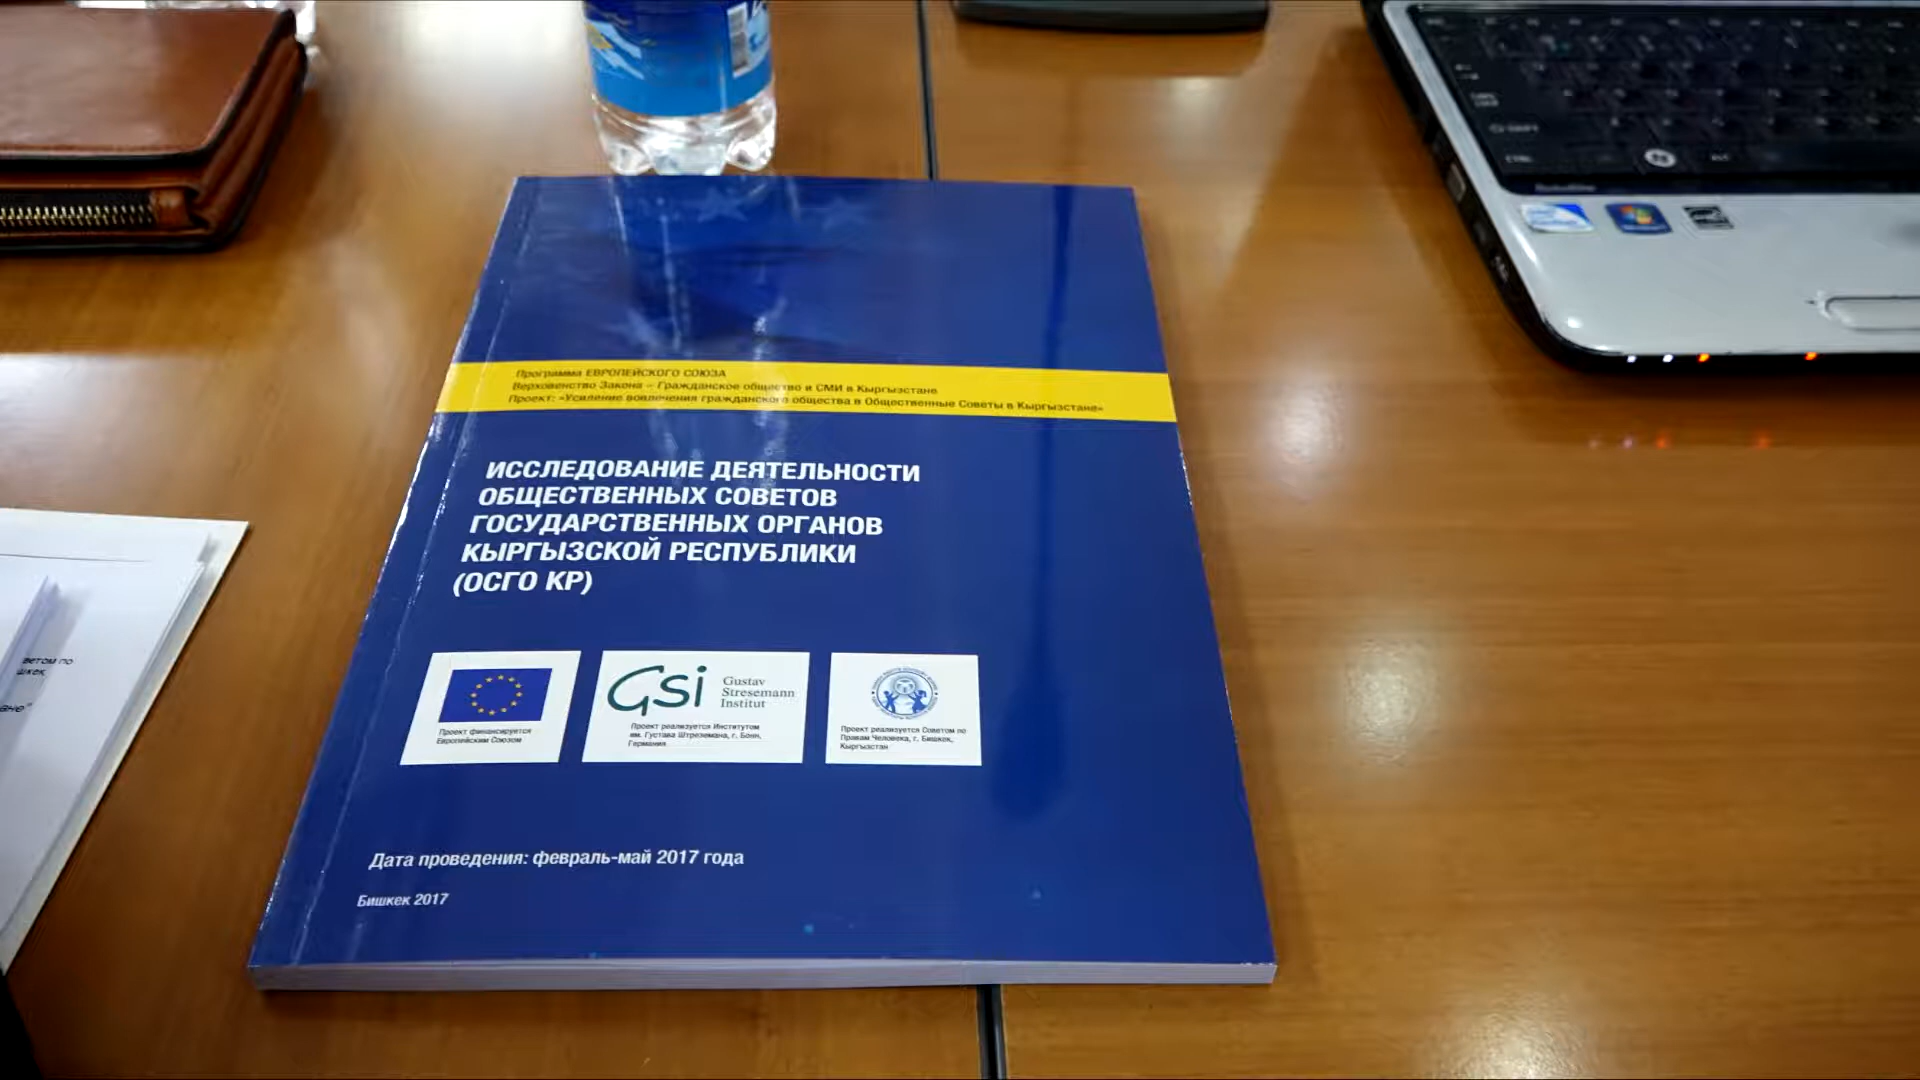 Программа ЕВРОПЕЙСКОГО СОЮЗА
Верховенство Закона – Гражданское общество и СМИ в Кыргызстане
Проект: «Усиление вовлечения гражданского общества в Общественные Советы в Кыргызстане»
ИССЛЕДОВАНИЕ ДЕЯТЕЛЬНОСТИ
ОБЩЕСТВЕННЫХ СОВЕТОВ
ГОСУДАРСТВЕННЫХ ОРГАНОВ
КЫРГЫЗСКОЙ РЕСПУБЛИКИ
(ОСГО КР)
Проект финансируется
Европейским Союзом
Gsi
Gustav
Stresemann
Institut
Проект реализуется Институтом
им. Густава Штреземана, г. Бонн,
Германия
Проект реализуется Советом по
Правам Человека, г. Бишкек,
Кыргызстан
Дата проведения: февраль-май 2017 года
Бишкек 2017
ветом по
шкек